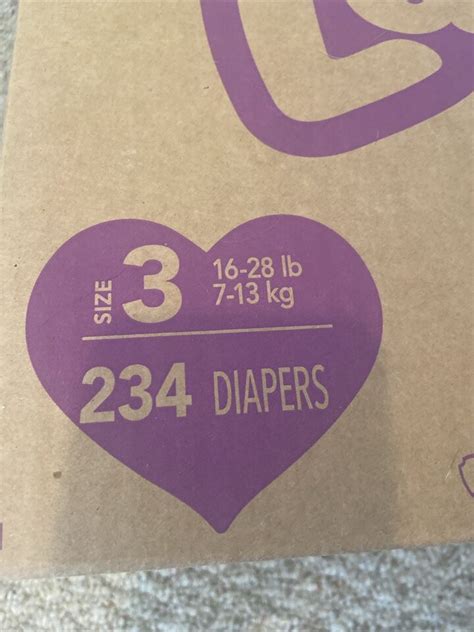 SIZE 3 16-28 lb
7-13 kg
234 DIAPERS